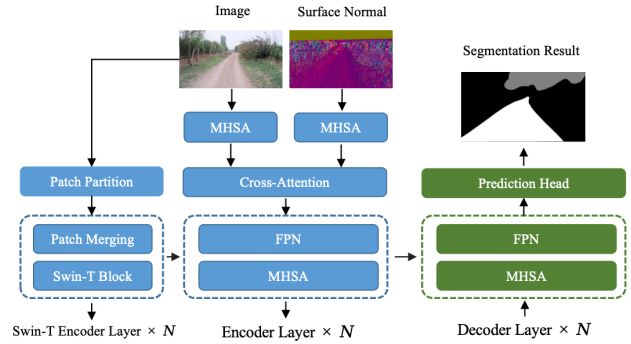 Image
Surface Normal
Segmentation Result
MHSA
MHSA
Patch Partition
Cross-Attention
Prediction Head
Patch Merging
FPN
FPN
Swin-T Block
MHSA
MHSA
Swin-T Encoder Layer × N
Encoder Layer × N
Decoder Layer × N